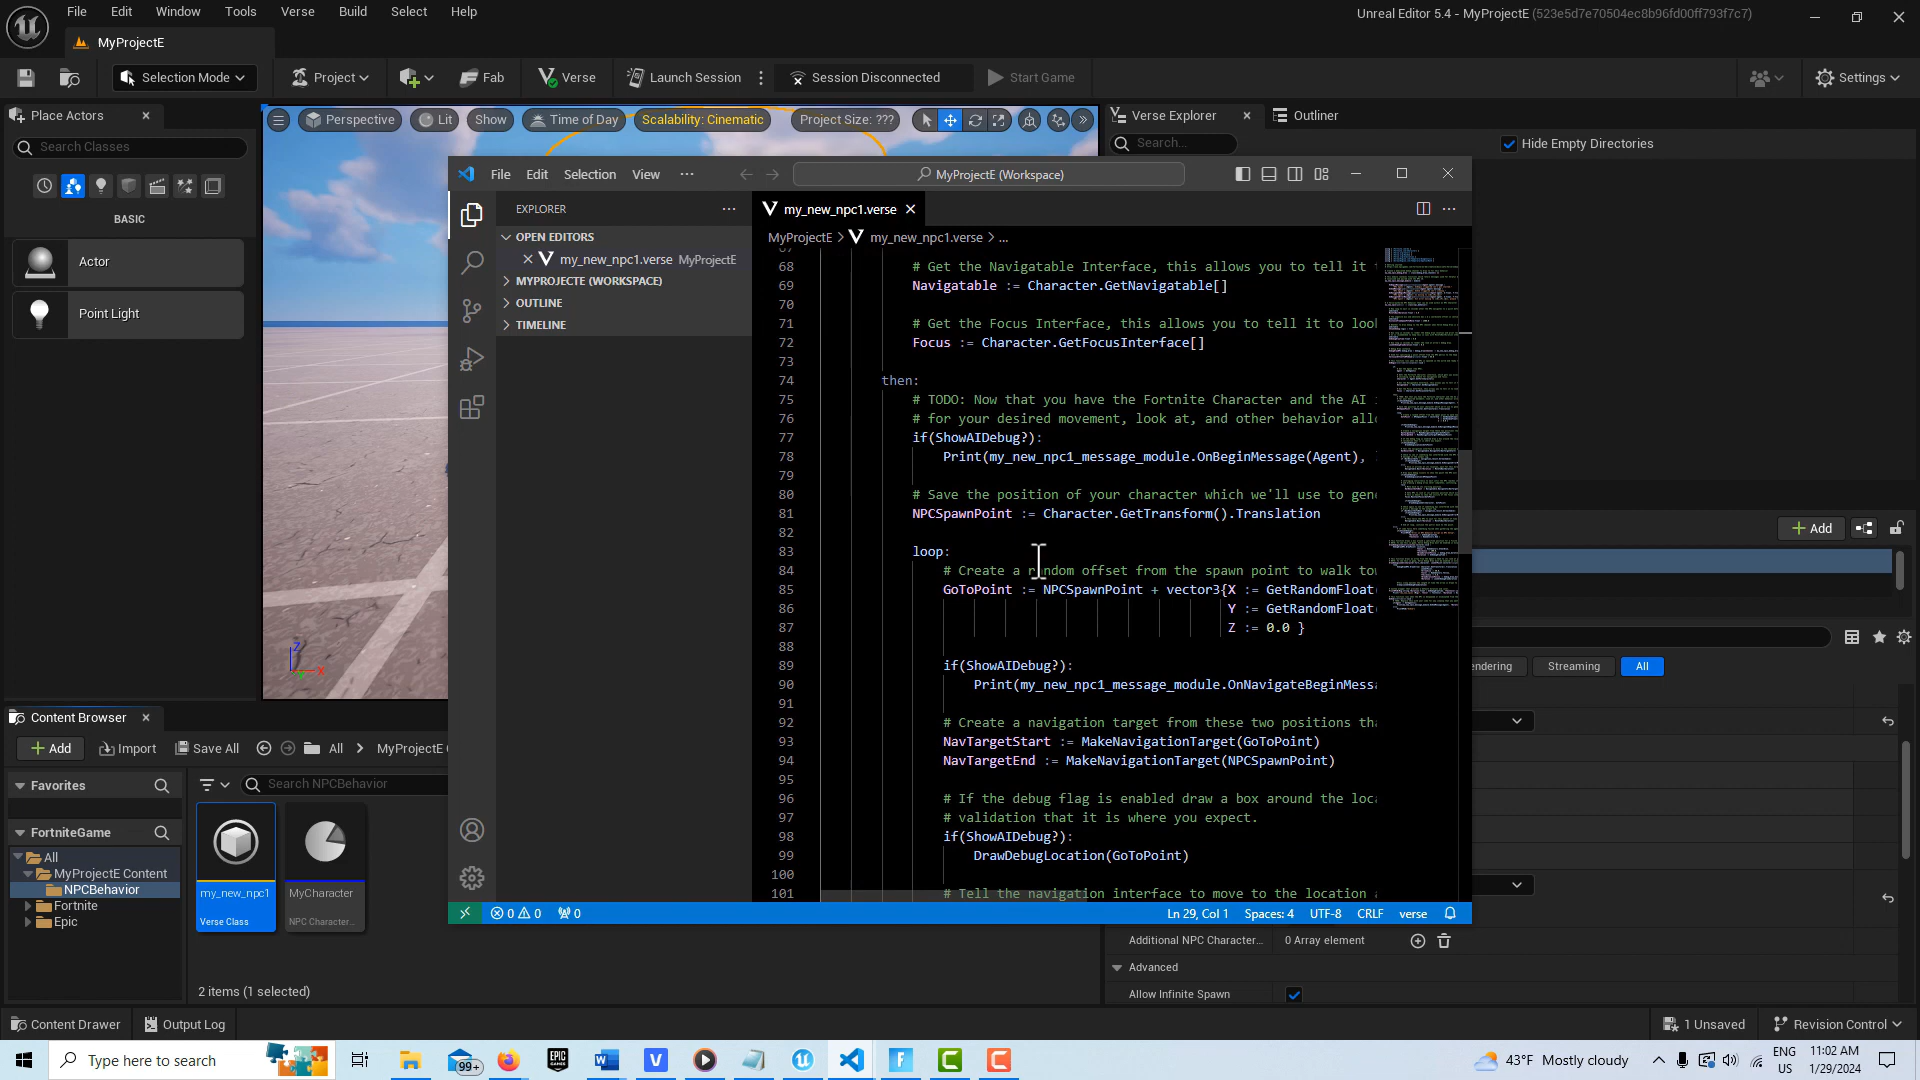 File Edit Window Tools Verse Build Select Help
Unreal Editor 5.4 - MyProjectE (523e5d7e70504ec8b96fd00ff793f7c7)
MyProjectE
Selection Mode Project Fab Verse Launch Session Session Disconnected Start Game Settings
Place Actors
Search Classes
BASIC
Actor
Point Light
Perspective Lit Show Time of Day Scalability: Cinematic Project Size: ???
Verse Explorer Outliner
Search... Hide Empty Directories
File Edit Selection View ... MyProjectE (Workspace)
EXPLORER
OPEN EDITORS
my_new_npc1.verse MyProjectE
MYPROJECTE (WORKSPACE)
OUTLINE
TIMELINE
my_new_npc1.verse
MyProjectE > my_new_npc1.verse > ...
67
68 # Get the Navigatable Interface, this allows you to tell it
69 Navigatable := Character.GetNavigatable[]
70
71 # Get the Focus Interface, this allows you to tell it to
72 Focus := Character.GetFocusInterface[]
73
74 then:
75 # TODO: Now that you have the Fortnite Character and the AI
76 # for your desired movement, look at, and other behavior
77 if(ShowAIDebug?):
78 Print(my_new_npc1_message_module.OnBeginMessage(Agent),
79
80 # Save the position of your character which we'll use to
81 NPCSpawnPoint := Character.GetTransform().Translation
82
83 loop:
84 # Create a random offset from the spawn point to walk
85 GoToPoint := NPCSpawnPoint + vector3{X := GetRandomFloat(
86 Y := GetRandomFloat(
87 Z := 0.0 }
88
89 if(ShowAIDebug?):
90 Print(my_new_npc1_message_module.OnNavigateBeginMessa
91
92 # Create a navigation target from these two positions
93 NavTargetStart := MakeNavigationTarget(GoToPoint)
94 NavTargetEnd := MakeNavigationTarget(NPCSpawnPoint)
95
96 # If the debug flag is enabled draw a box around the
97 # validation that it is where you expect.
98 if(ShowAIDebug?):
99 DrawDebugLocation(GoToPoint)
100
101 # Tell the navigation interface to move to the location
0 0 0 Ln 29, Col 1 Spaces: 4 UTF-8 CRLF verse
Add
ndering Streaming All
Additional NPC Character... 0 Array element
Advanced
Allow Infinite Spawn
Content Browser
Add Import Save All All > MyProjectE
Favorites
Search NPCBehavior
FortniteGame
All
MyProjectE Content
NPCBehavior
Fortnite
Epic
my_new_npc1
Verse Class
MyCharacter
NPC Character...
2 items (1 selected)
Content Drawer Output Log 1 Unsaved Revision Control
Type here to search 99+ EPIC GAMES 43°F Mostly cloudy ENG US 11:02 AM 1/29/2024